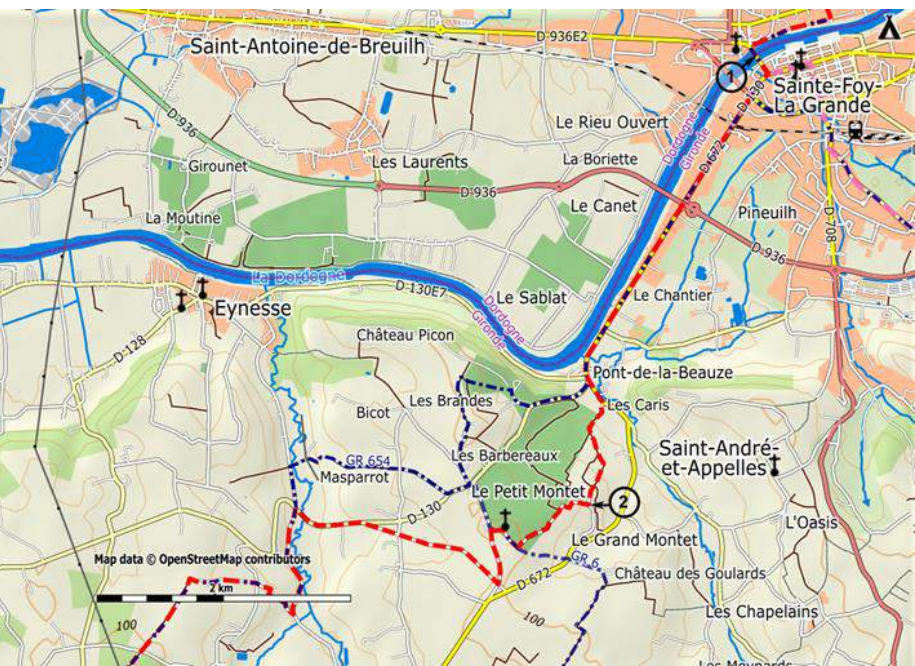 Saint-Antoine-de-Breuilh
D 936E2
1
Sainte-Foy-
La Grande
D-936
D-130
Le Rieu Ouvert
Dordogne
Gironde
Girounet
Les Laurents
La Boriette
D-672
D-936
Le Canet
La Moutine
Pineuilh
D-708
D-936
La Dordogne
D 130E7
Le Sablat
Le Chantier
Eynesse
Dordogne
Gironde
Château Picon
D-128
Pont-de-la-Beauze
Les Brandes
Bicot
Les Caris
Saint-André-
et-Appelles
Les Barbereaux
GR 654
Masparrot
Le Petit Montet
2
D-130
L'Oasis
Le Grand Montet
Map data © OpenStreetMap contributors
GR 6
D 672
Château des Goulards
2 km
100
100
Les Chapelains